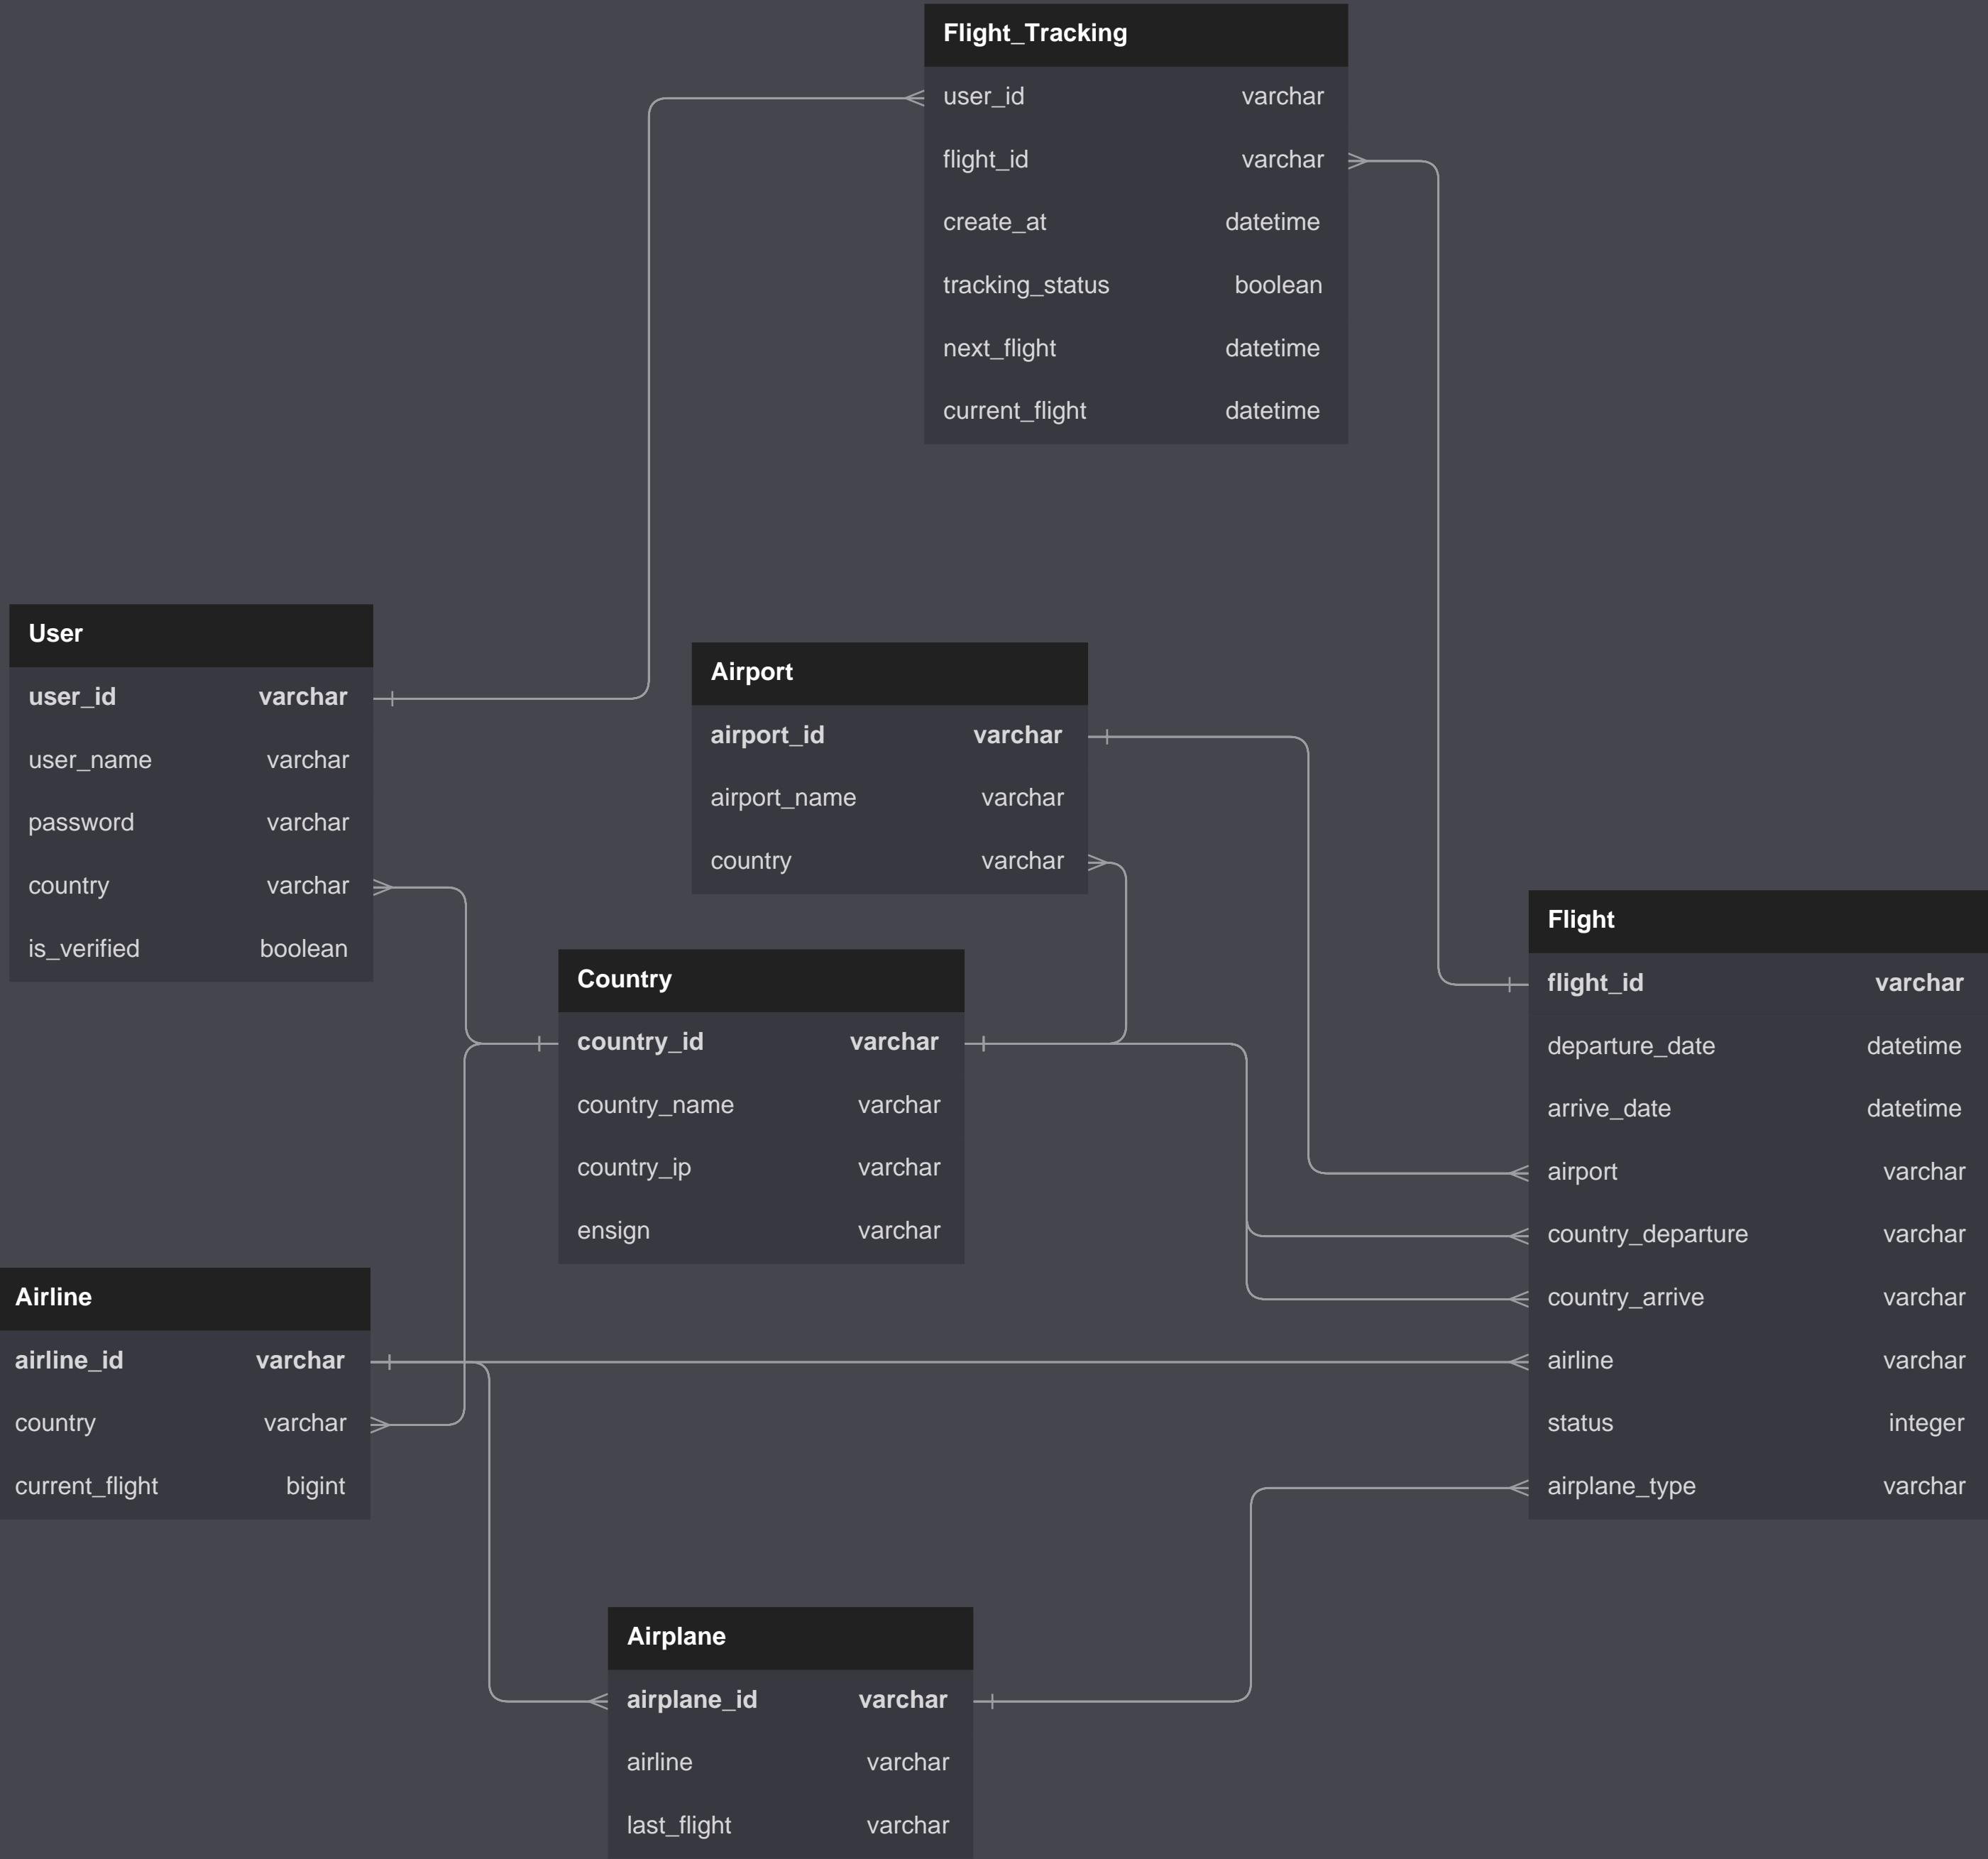 Flight_Tracking
user_id varchar
flight_id varchar
create_at datetime
tracking_status boolean
next_flight datetime
current_flight datetime
User
user_id varchar
user_name varchar
password varchar
country varchar
is_verified boolean
Airport
airport_id varchar
airport_name varchar
country varchar
Country
country_id varchar
country_name varchar
country_ip varchar
ensign varchar
Flight
flight_id varchar
departure_date datetime
arrive_date datetime
airport varchar
country_departure varchar
country_arrive varchar
airline varchar
status integer
airplane_type varchar
Airline
airline_id varchar
country varchar
current_flight bigint
Airplane
airplane_id varchar
airline varchar
last_flight varchar